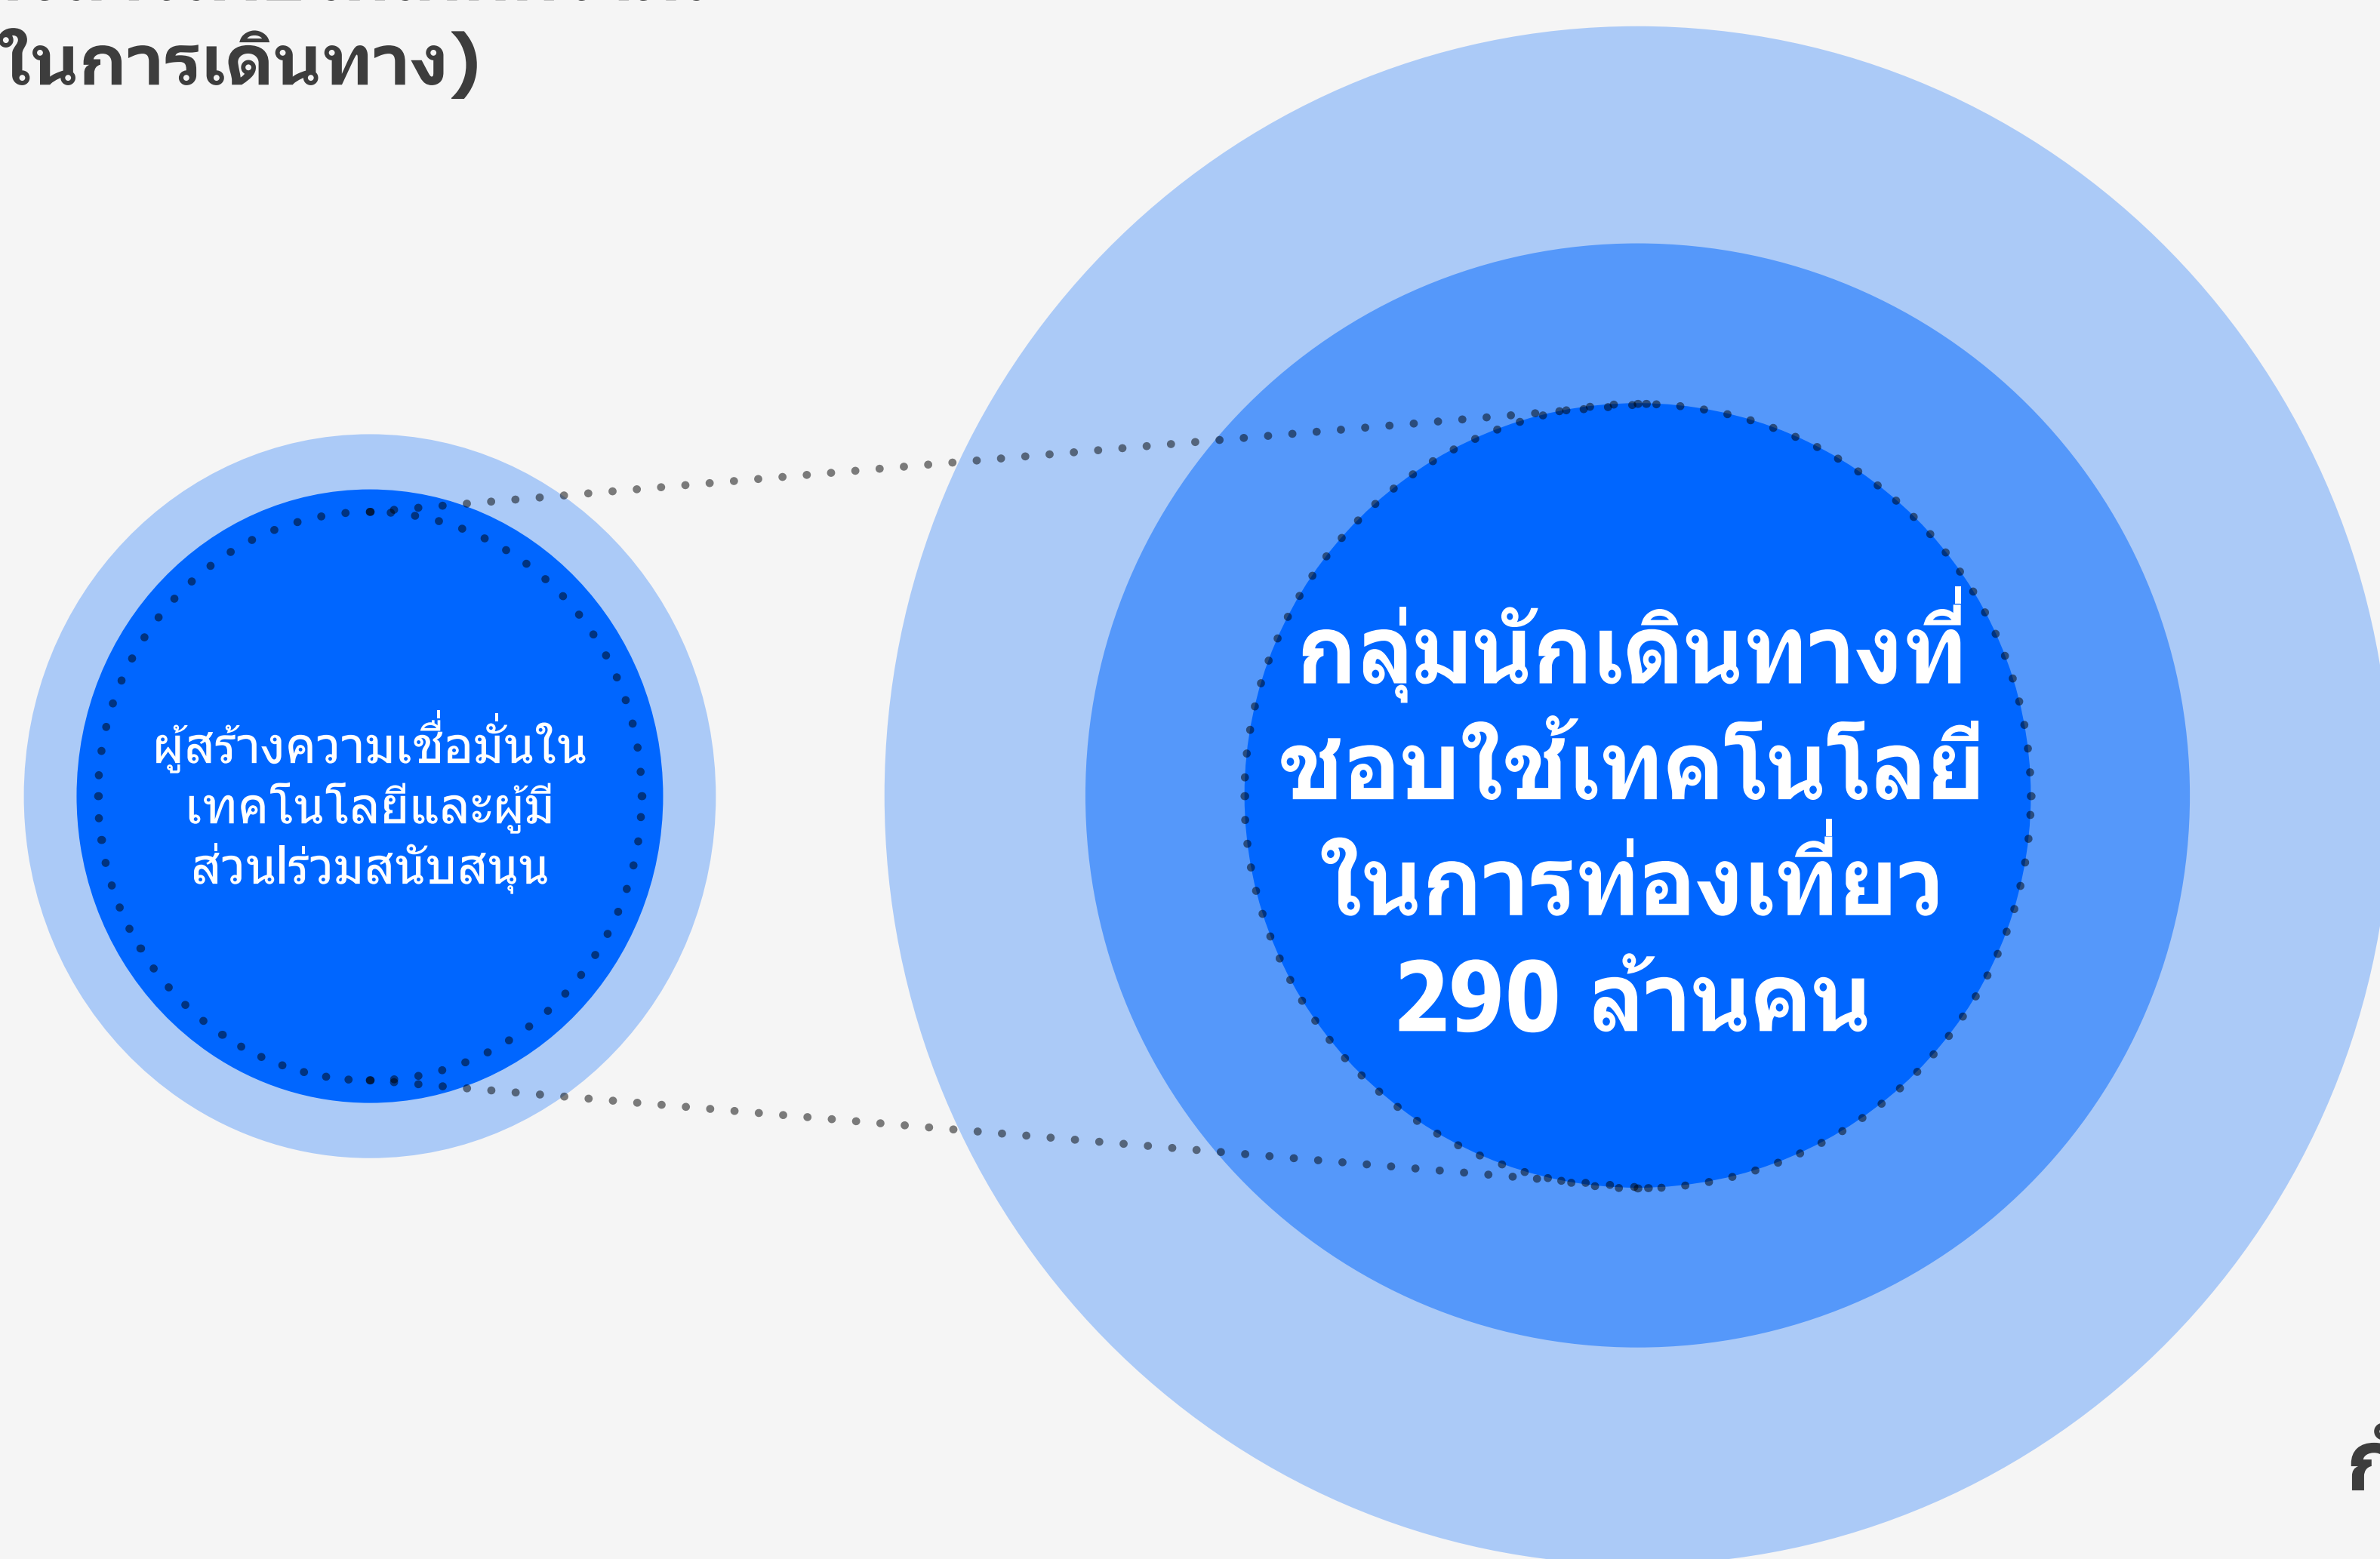 ในการเดินทาง)
ผู้สร้างความเชื่อมั่นใน
เทคโนโลยีและผู้มี
ส่วนร่วมสนับสนุน
กลุ่มนักเดินทางที่
ชอบใช้เทคโนโลยี
ในการท่องเที่ยว
290 ล้านคน